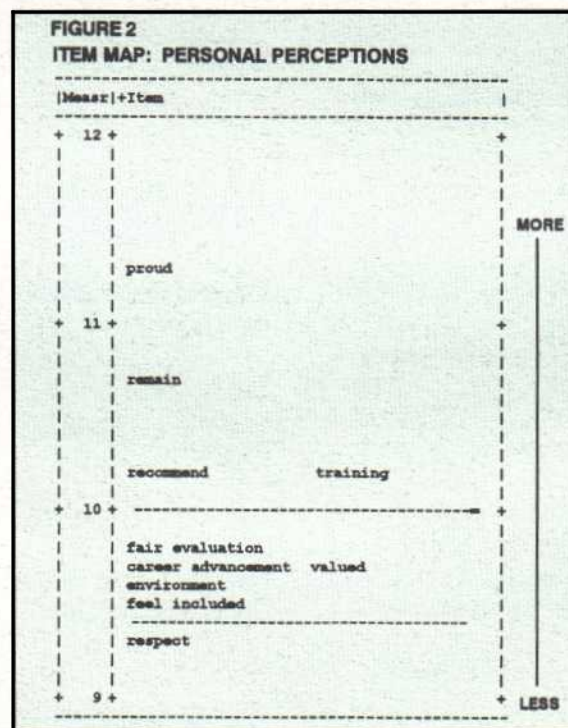 FIGURE 2
ITEM MAP: PERSONAL PERCEPTIONS
|Measr|+Item |
+ 12 + +
MORE
proud
+ 11 + +
remain
recommend training
+ 10 + +
fair evaluation
career advancement valued
environment
feel included
respect
+ 9 + +
LESS